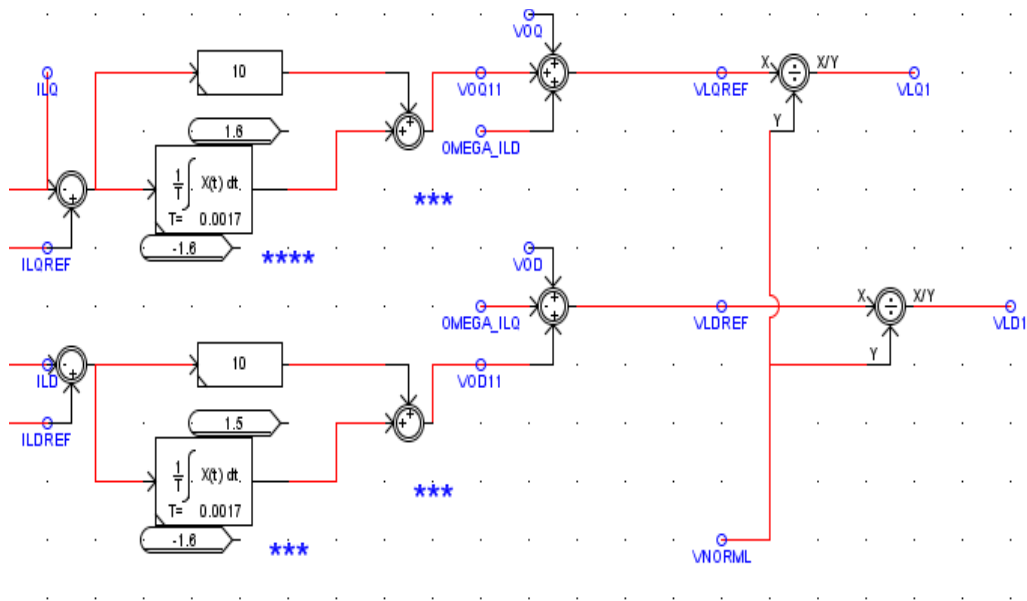 VOQ
10
X
X/Y
ILQ
VOQ11
VLQREF
VLQ1
Y
1.6
OMEGA_ILD
1/T ∫ X(t) dt
T= 0.0017
***
-1.6
****
ILQREF
VOD
X
X/Y
OMEGA_ILQ
VLDREF
VLD1
Y
10
ILD
VOD11
1.5
ILDREF
1/T ∫ X(t) dt
T= 0.0017
***
-1.6
***
VNORML